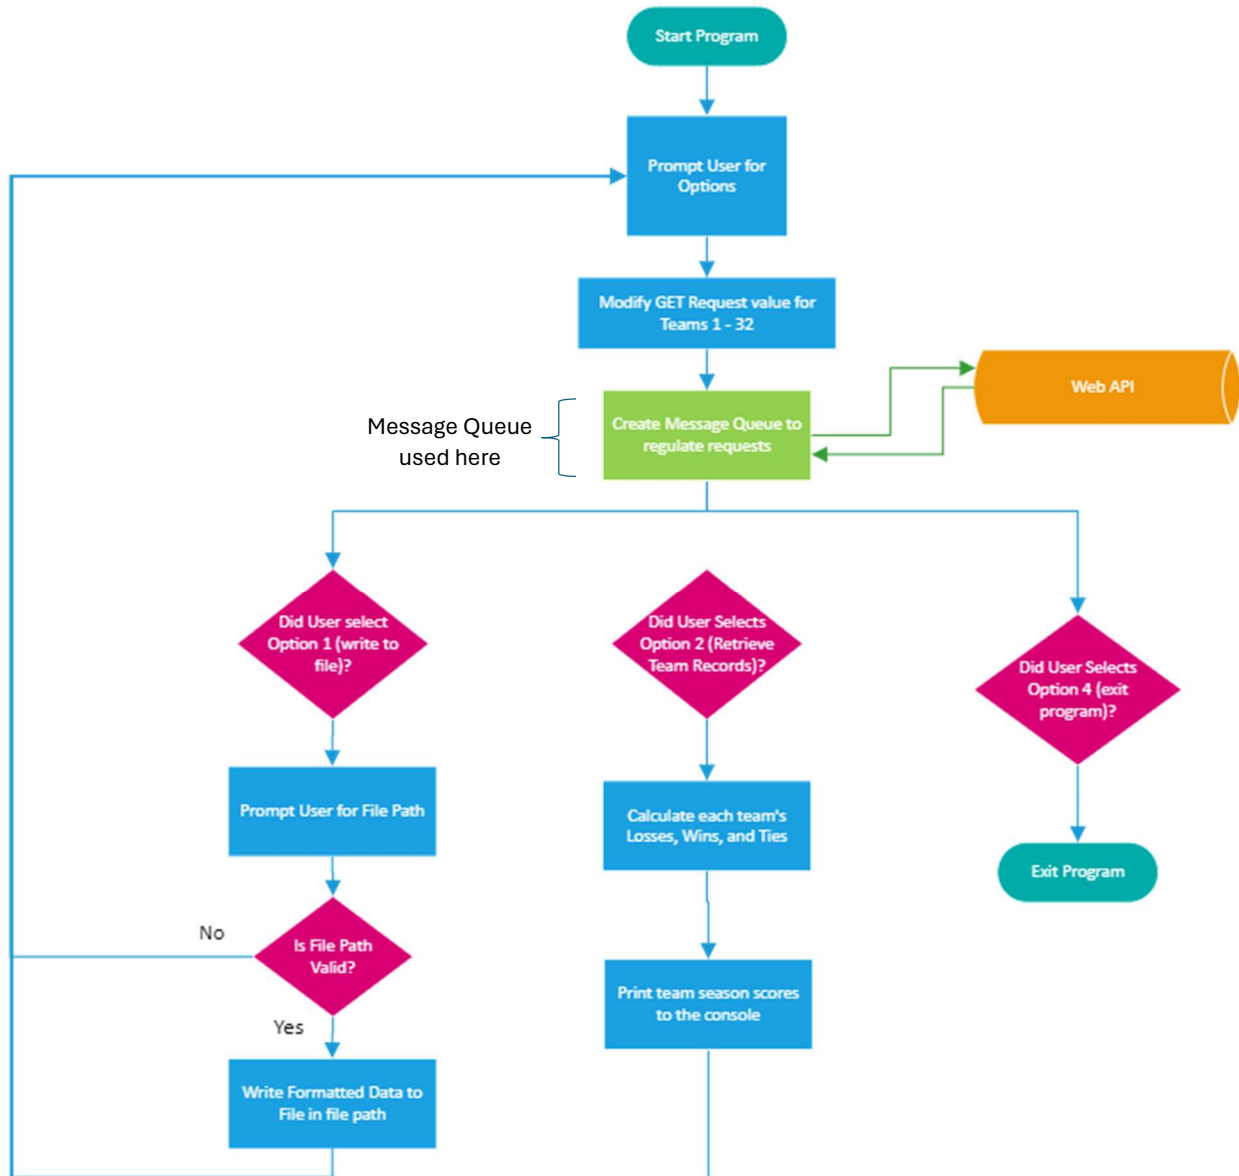 Start Program
Prompt User for
Options
Modify GET Request value for
Teams 1 - 32
Web API
Message Queue
used here
Create Message Queue to
regulate requests
Did User select
Option 1 (write to
file)?
Did User Selects
Option 2 (Retrieve
Team Records)?
Did User Selects
Option 4 (exit
program)?
Prompt User for File Path
Calculate each team's
Losses, Wins, and Ties
Exit Program
No
Is File Path
Valid?
Print team season scores
to the console
Yes
Write Formatted Data to
File in file path